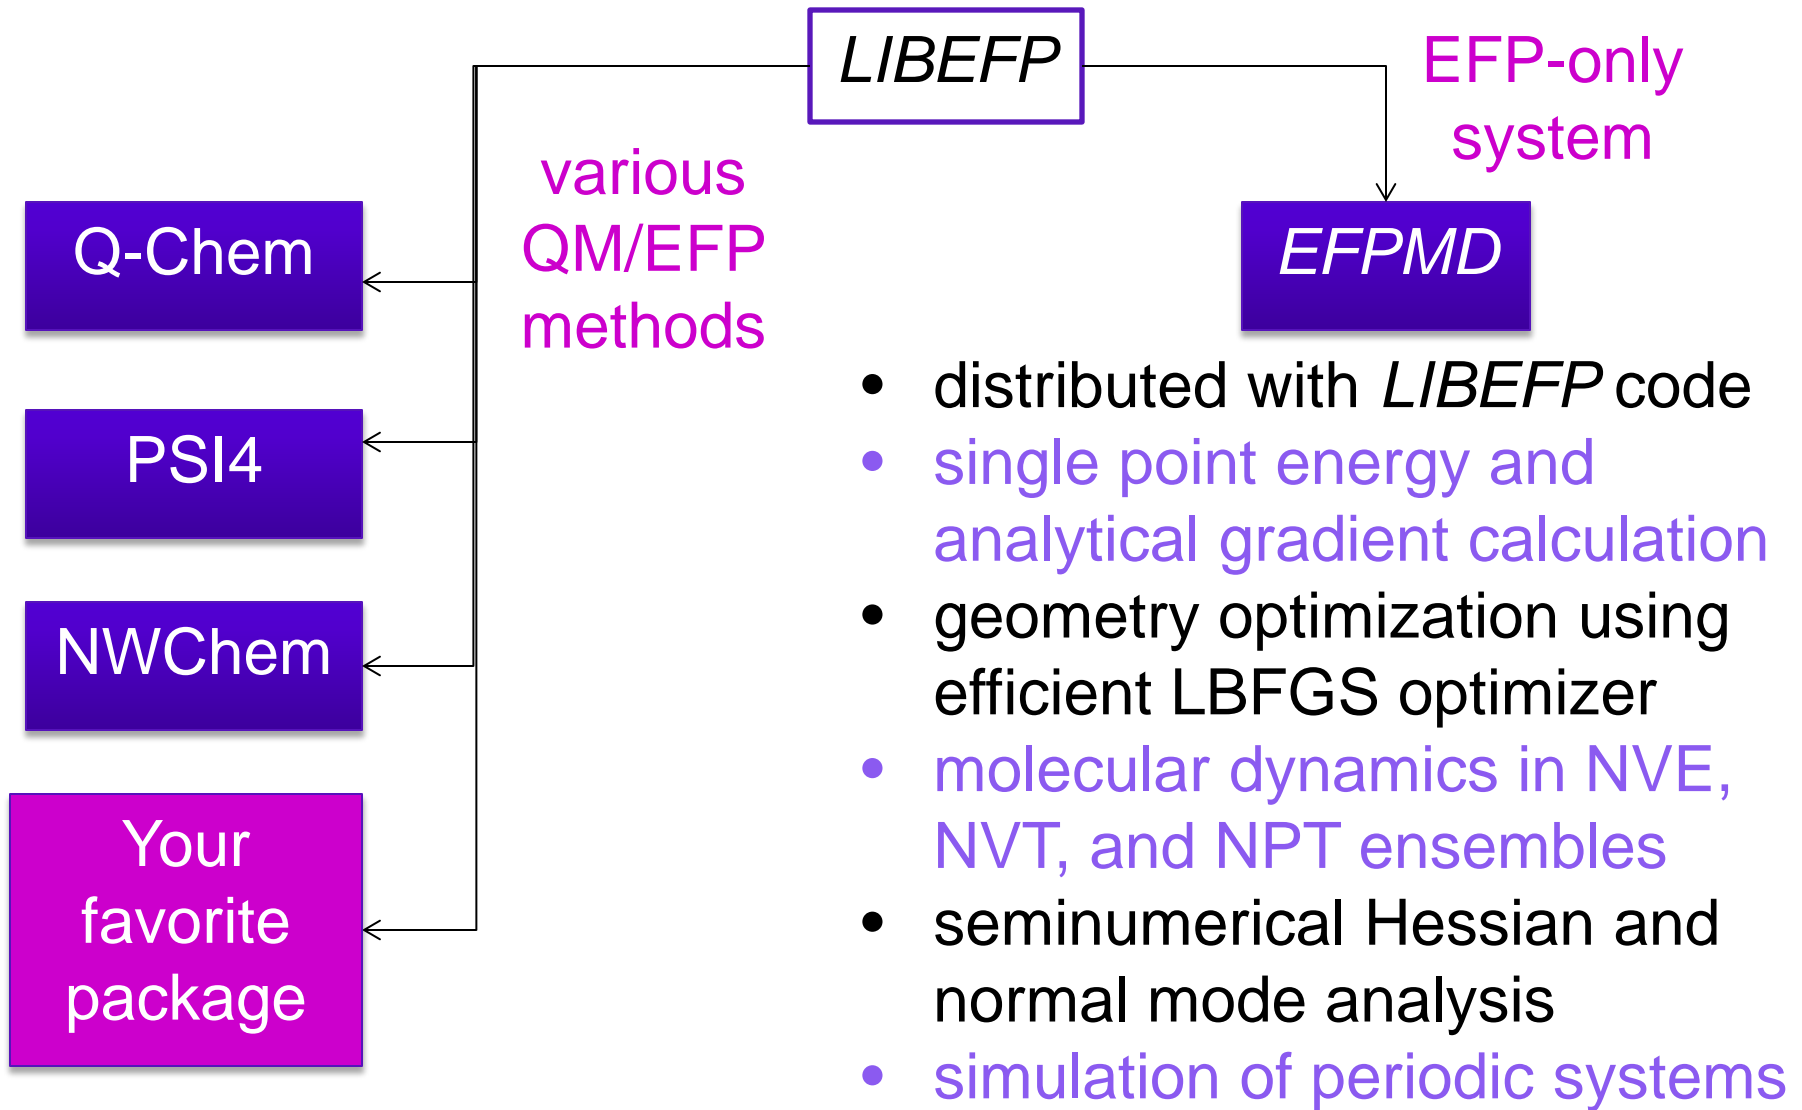 LIBEFP
EFP-only
system
various
QM/EFP
methods
Q-Chem
PSI4
NWChem
Your
favorite
package
EFPMD
• distributed with LIBEFP code
• single point energy and
analytical gradient calculation
• geometry optimization using
efficient LBFGS optimizer
• molecular dynamics in NVE,
NVT, and NPT ensembles
• seminumerical Hessian and
normal mode analysis
• simulation of periodic systems